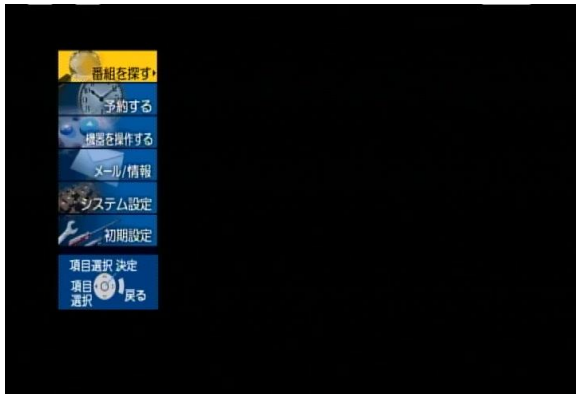 番組を探す
予約する
機器を操作する
メール/情報
システム設定
初期設定
項目選択 決定
項目
選択
戻る